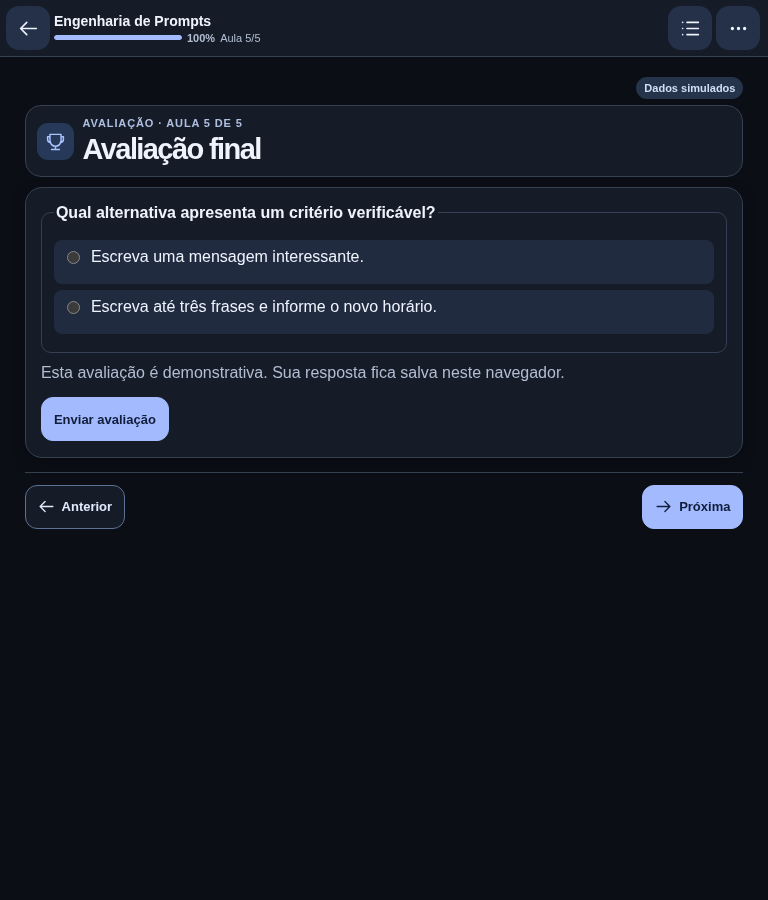 Engenharia de Prompts
100% Aula 5/5
Dados simulados
AVALIAÇÃO · AULA 5 DE 5
Avaliação final
Qual alternativa apresenta um critério verificável?
Escreva uma mensagem interessante.
Escreva até três frases e informe o novo horário.
Esta avaliação é demonstrativa. Sua resposta fica salva neste navegador.
Enviar avaliação
Anterior
Próxima